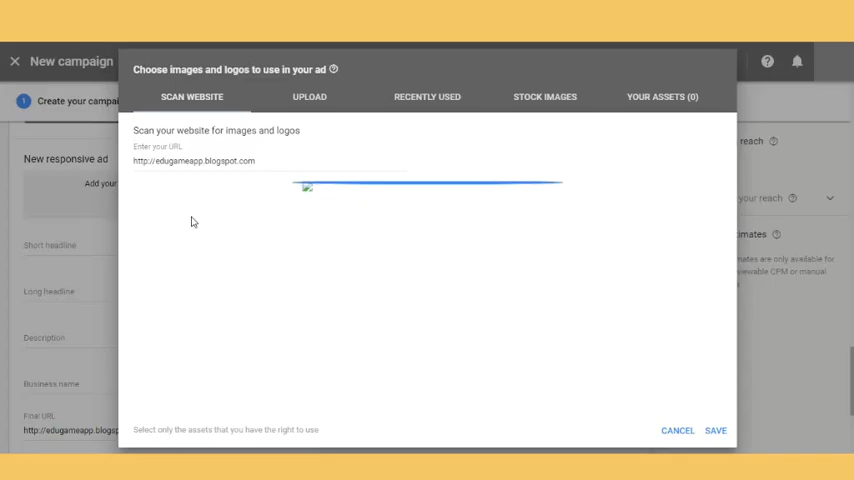 New campaign
Choose images and logos to use in your ad
SCAN WEBSITE
UPLOAD
RECENTLY USED
STOCK IMAGES
YOUR ASSETS (0)
1
Create your campai
Scan your website for images and logos
Enter your URL
http://edugameapp.blogspot.com
New responsive ad
Add your
Short headline
Long headline
Description
Business name
Final URL
http://edugameapp.blogsp
reach
your reach
timates
mates are only available for
viewable CPM or manual
Select only the assets that you have the right to use
CANCEL
SAVE